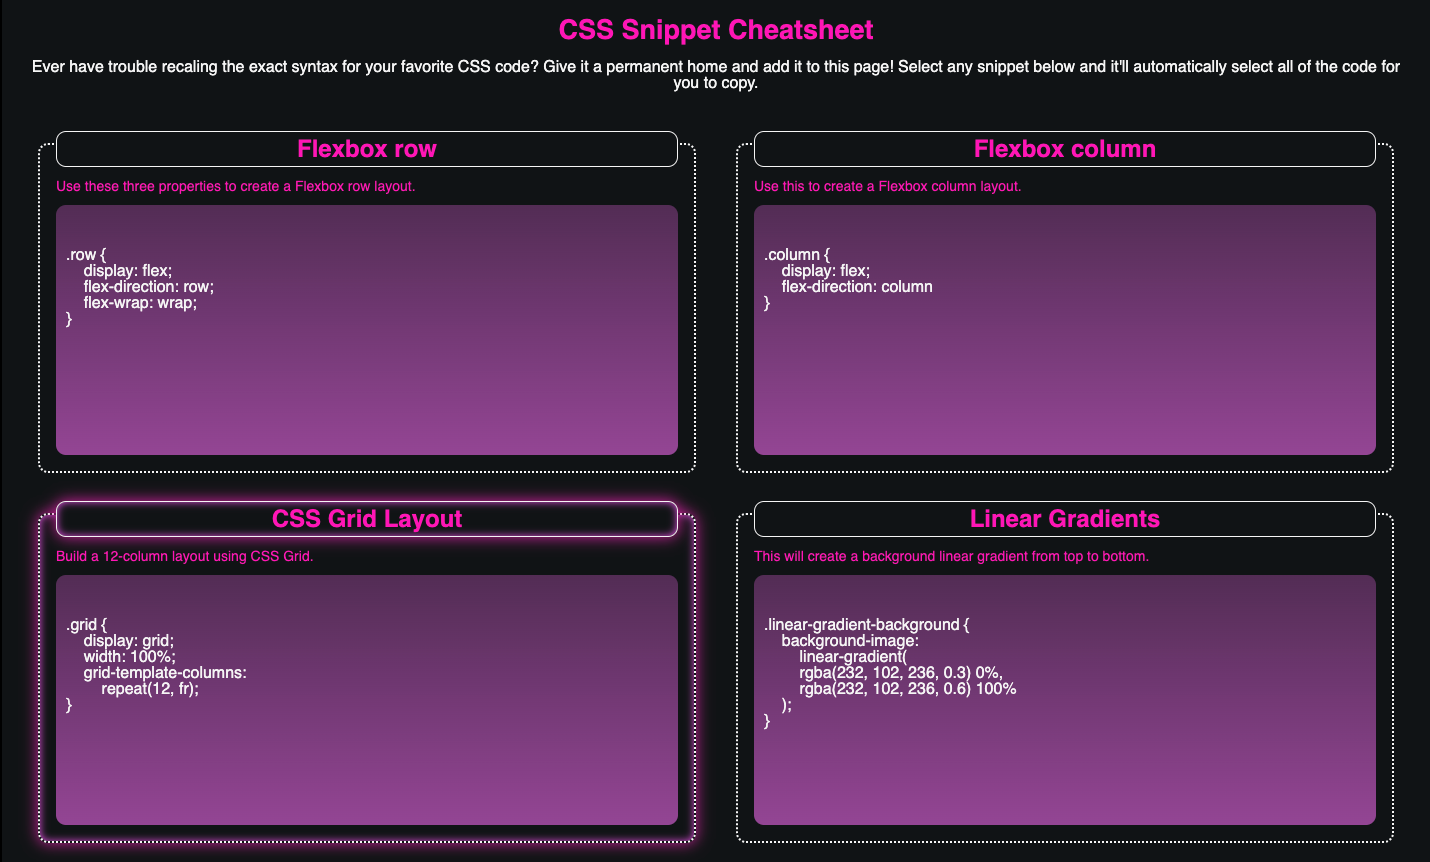 CSS Snippet Cheatsheet
Ever have trouble recaling the exact syntax for your favorite CSS code? Give it a permanent home and add it to this page! Select any snippet below and it'll automatically select all of the code for
you to copy.
Flexbox row
Use these three properties to create a Flexbox row layout.
.row {
display: flex;
flex-direction: row;
flex-wrap: wrap;
}
Flexbox column
Use this to create a Flexbox column layout.
.column {
display: flex;
flex-direction: column
}
CSS Grid Layout
Build a 12-column layout using CSS Grid.
.grid {
display: grid;
width: 100%;
grid-template-columns:
repeat(12, fr);
}
Linear Gradients
This will create a background linear gradient from top to bottom.
.linear-gradient-background {
background-image:
linear-gradient(
rgba(232, 102, 236, 0.3) 0%,
rgba(232, 102, 236, 0.6) 100%
);
}